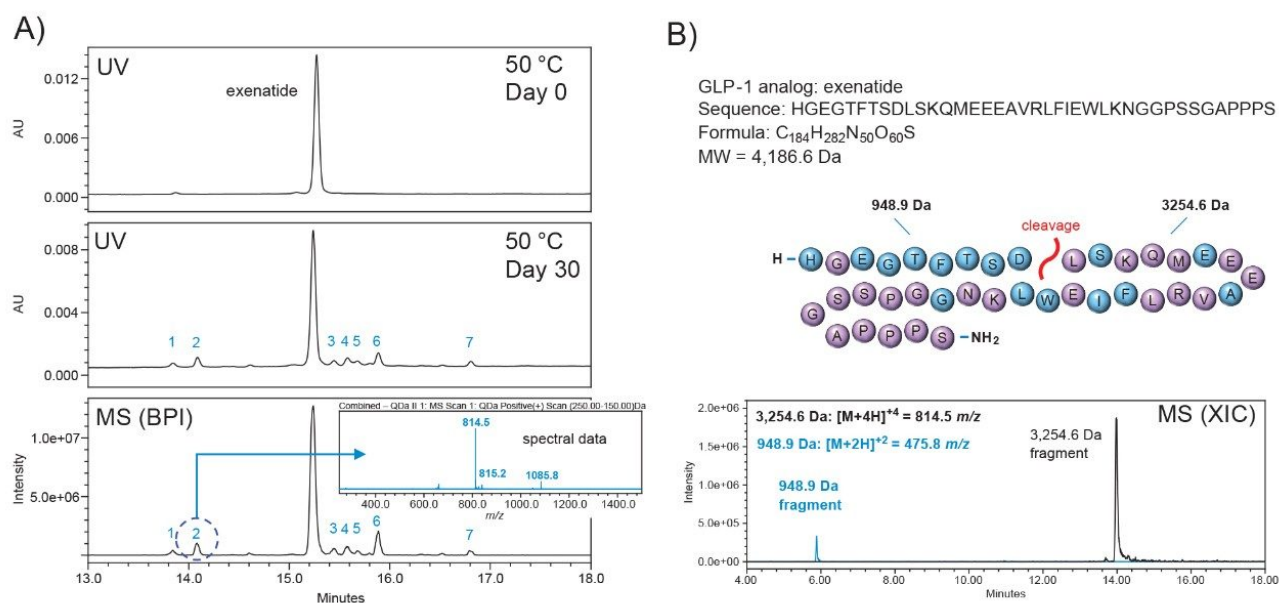 A)
UV
50 °C
Day 0
exenatide
0.012
0.006
0.000
AU
UV
50 °C
Day 30
0.008
0.004
0.000
AU
1 2 3 4 5 6 7
MS (BPI)
Combined – QDa II 1: MS Scan 1: QDa Positive(+) Scan (250.00-150.00)Da
814.5
spectral data
815.2
1085.8
400.0 600.0 800.0 1000.0 1200.0 1400.0
m/z
1.0e+07
5.0e+06
Intensity
1 2 3 4 5 6 7
13.0 14.0 15.0 16.0 17.0 18.0
Minutes
B)
GLP-1 analog: exenatide
Sequence: HGEGTFTSDLSKQMEEEAVRLFIEWLKNGGPSSGAPPPS
Formula: C184H282N50O60S
MW = 4,186.6 Da
948.9 Da
cleavage
3254.6 Da
H – H G E G T F T S D L S K Q M E E
E
S S P G G N K L W E I F L R V A
G
A P P P S –NH2
2.0e+06
1.5e+06
1.0e+06
5.0e+05
0.0e+00
Intensity
3,254.6 Da: [M+4H]+4 = 814.5 m/z
948.9 Da: [M+2H]+2 = 475.8 m/z
MS (XIC)
3,254.6 Da
fragment
948.9 Da
fragment
4.00 6.00 8.00 10.00 12.00 14.00 16.00 18.00
Minutes